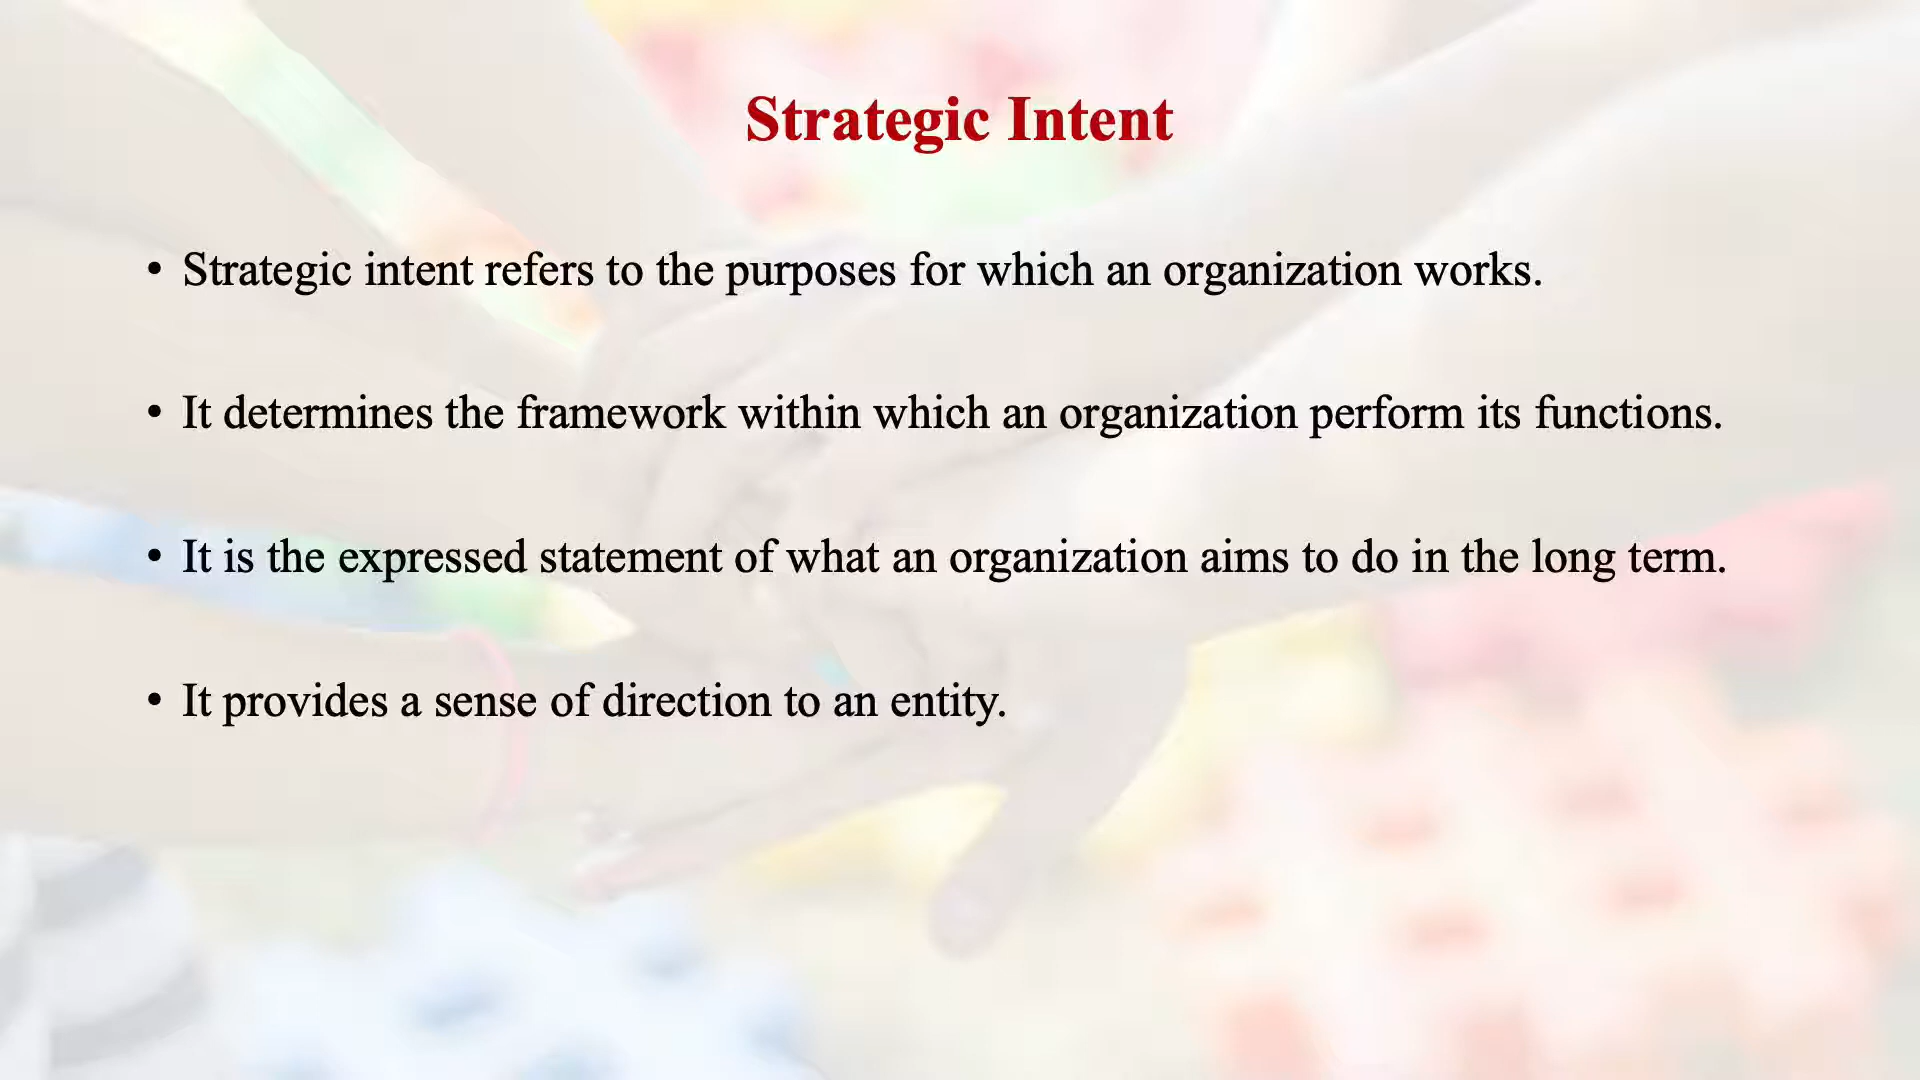 Strategic Intent
• Strategic intent refers to the purposes for which an organization works.
• It determines the framework within which an organization perform its functions.
• It is the expressed statement of what an organization aims to do in the long term.
• It provides a sense of direction to an entity.